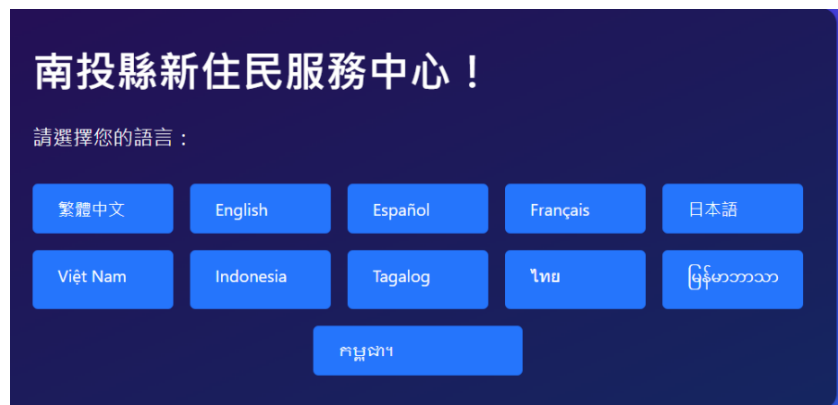 南投縣新住民服務中心！
請選擇您的語言：
繁體中文 English Español Français 日本語
Việt Nam Indonesia Tagalog ไทย မြန်မာဘာသာ
កម្ពុជា។